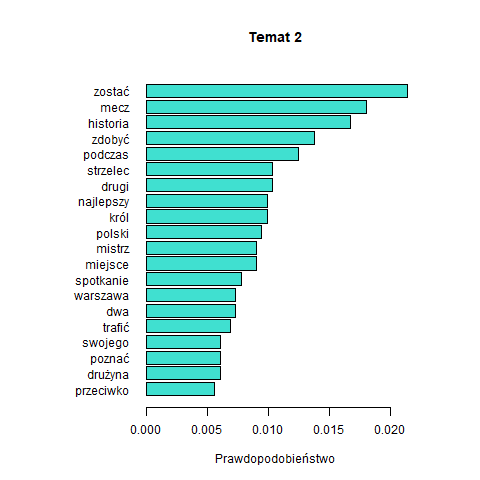 Temat 2
zostać
mecz
historia
zdobyć
podczas
strzelec
drugi
najlepszy
król
polski
mistrz
miejsce
spotkanie
warszawa
dwa
trafić
swojego
poznać
drużyna
przeciwko
0.000 0.005 0.010 0.015 0.020
Prawdopodobieństwo